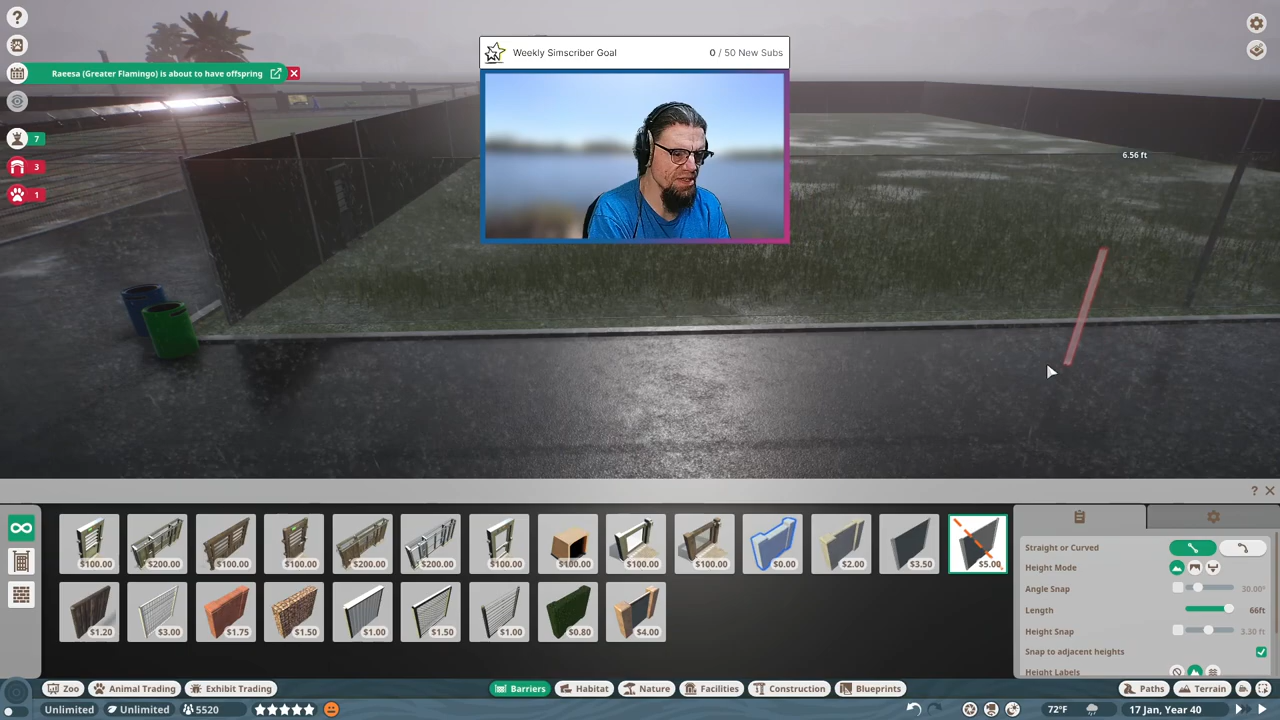 ?
Weekly Simscriber Goal 0 / 50 New Subs
Raeesa (Greater Flamingo) is about to have offspring
7
3
1
6.56 ft
?
$100.00 $200.00 $100.00 $100.00 $200.00 $200.00 $100.00 $100.00 $100.00 $100.00 $0.00 $2.00 $3.50 $5.00
$1.20 $3.00 $1.75 $1.50 $1.00 $1.50 $1.00 $0.80 $4.00
Straight or Curved
Height Mode
Angle Snap 30.00°
Length 66ft
Height Snap 3.30 ft
Snap to adjacent heights
Height Labels
Zoo Animal Trading Exhibit Trading Barriers Habitat Nature Facilities Construction Blueprints Paths Terrain
Unlimited Unlimited 5520 72°F 17 Jan, Year 40